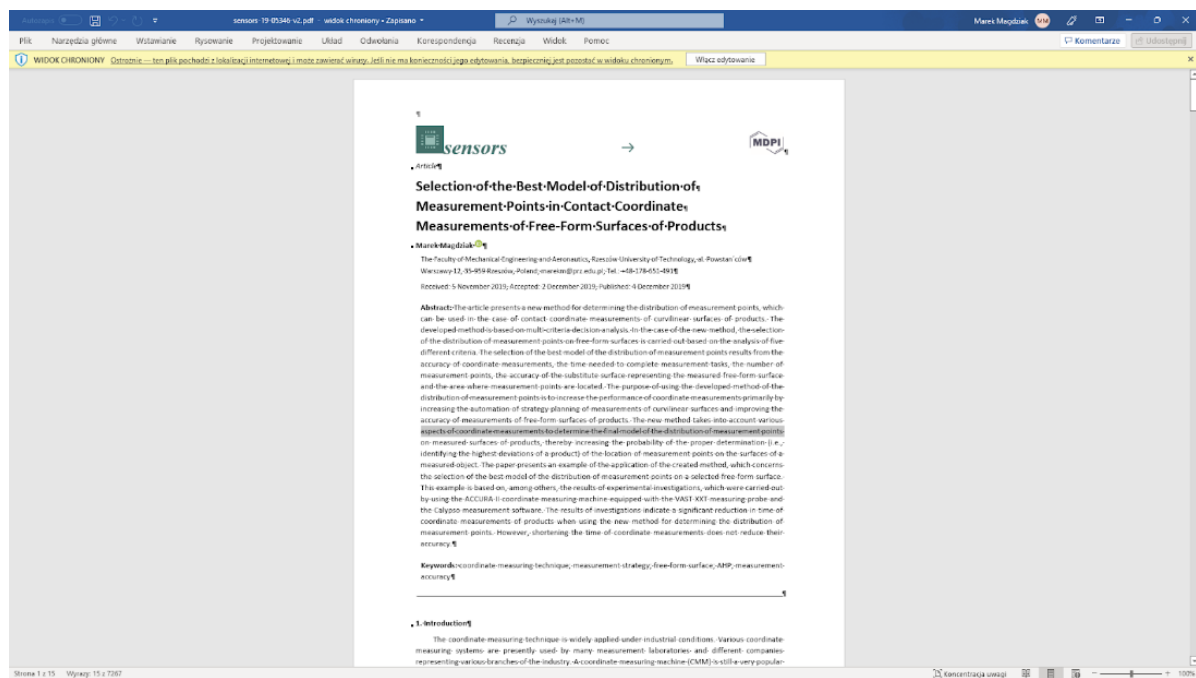 Autozapis
sensors-19-05346-v2.pdf - widok chroniony • Zapisano
Wyszukaj (Alt+M)
Marek Magdziak MM
Plik Narzędzia główne Wstawianie Rysowanie Projektowanie Układ Odwołania Korespondencja Recenzja Widok Pomoc
Komentarze Udostępnij
WIDOK CHRONIONY Ostrożnie — ten plik pochodzi z lokalizacji internetowej i może zawierać wirusy. Jeśli nie ma konieczności jego edytowania, bezpieczniej jest pozostać w widoku chronionym. Włącz edytowanie
¶
sensors → MDPI ¶
Article¶
Selection·of·the·Best·Model·of·Distribution·of
Measurement·Points·in·Contact·Coordinate
Measurements·of·Free-Form·Surfaces·of·Products¶
Marek·Magdziak·¶
The·Faculty·of·Mechanical·Engineering·and·Aeronautics,·Rzeszów·University·of·Technology,·al.·Powstan´ców¶
Warszawy·12,·35-959·Rzeszów,·Poland;·marekm@prz.edu.pl;·Tel.:·+48-178-651-491¶
Received:·5·November·2019;·Accepted:·2·December·2019;·Published:·4·December·2019¶
Abstract:·The·article·presents·a·new·method·for·determining·the·distribution·of·measurement·points,·which·
can·be·used·in·the·case·of·contact·coordinate·measurements·of·curvilinear·surfaces·of·products.·The·
developed·method·is·based·on·multi-criteria·decision·analysis.·In·the·case·of·the·new·method,·the·selection·
of·the·distribution·of·measurement·points·on·free-form·surfaces·is·carried·out·based·on·the·analysis·of·five·
different·criteria.·The·selection·of·the·best·model·of·the·distribution·of·measurement·points·results·from·the·
accuracy·of·coordinate·measurements,·the·time·needed·to·complete·measurement·tasks,·the·number·of·
measurement·points,·the·accuracy·of·the·substitute·surface·representing·the·measured·free-form·surface·
and·the·area·where·measurement·points·are·located.·The·purpose·of·using·the·developed·method·of·the·
distribution·of·measurement·points·is·to·increase·the·performance·of·coordinate·measurements·primarily·by·
increasing·the·automation·of·strategy·planning·of·measurements·of·curvilinear·surfaces·and·improving·the·
accuracy·of·measurements·of·free-form·surfaces·of·products.·The·new·method·takes·into·account·various·
aspects·of·coordinate·measurements·to·determine·the·final·model·of·the·distribution·of·measurement·points·
on·measured·surfaces·of·products,·thereby·increasing·the·probability·of·the·proper·determination·(i.e.,·
identifying·the·highest·deviations·of·a·product)·of·the·location·of·measurement·points·on·the·surfaces·of·a·
measured·object.·The·paper·presents·an·example·of·the·application·of·the·created·method,·which·concerns·
the·selection·of·the·best·model·of·the·distribution·of·measurement·points·on·a·selected·free-form·surface.·
This·example·is·based·on,·among·others,·the·results·of·experimental·investigations,·which·were·carried·out·
by·using·the·ACCURA·II·coordinate·measuring·machine·equipped·with·the·VAST·XXT·measuring·probe·and·
the·Calypso·measurement·software.·The·results·of·investigations·indicate·a·significant·reduction·in·time·of·
coordinate·measurements·of·products·when·using·the·new·method·for·determining·the·distribution·of·
measurement·points.·However,·shortening·the·time·of·coordinate·measurements·does·not·reduce·their·
accuracy.¶
Keywords:·coordinate·measuring·technique;·measurement·strategy;·free-form·surface;·AHP;·measurement·
accuracy¶
¶
1.·Introduction¶
The·coordinate·measuring·technique·is·widely·applied·under·industrial·conditions.·Various·coordinate·
measuring·systems·are·presently·used·by·many·measurement·laboratories·and·different·companies·
representing·various·branches·of·the·industry.·A·coordinate·measuring·machine·(CMM)·is·still·a·very·popular·
Strona 1 z 15 Wyrazy: 15 z 7267 Koncentracja uwagi 100%